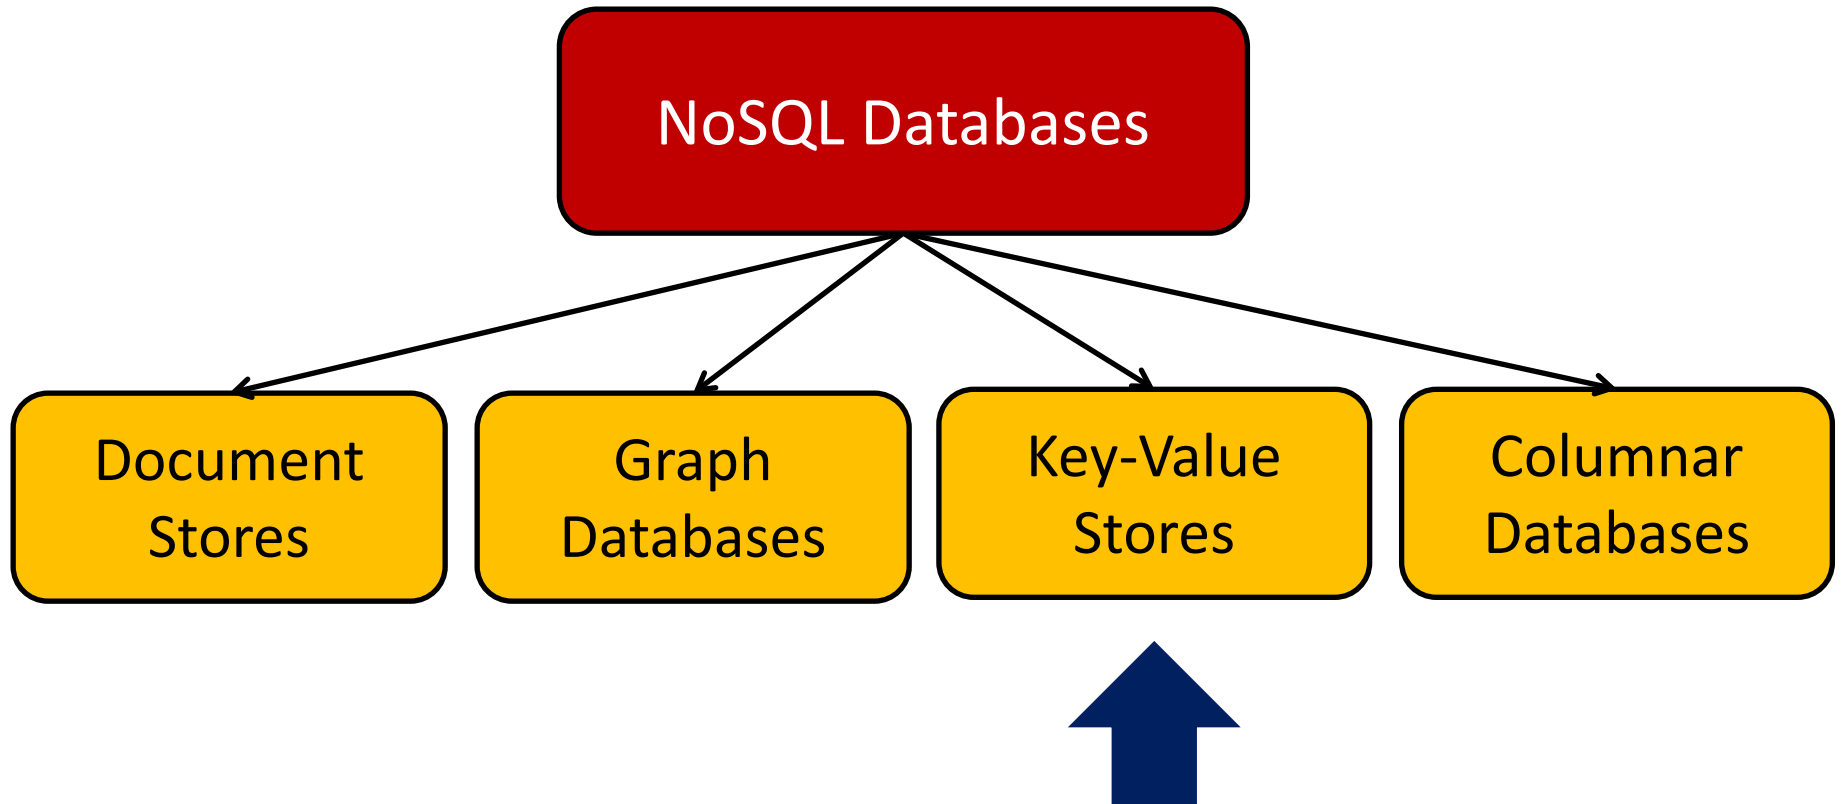 NoSQL Databases
Document
Stores
Graph
Databases
Key-Value
Stores
Columnar
Databases